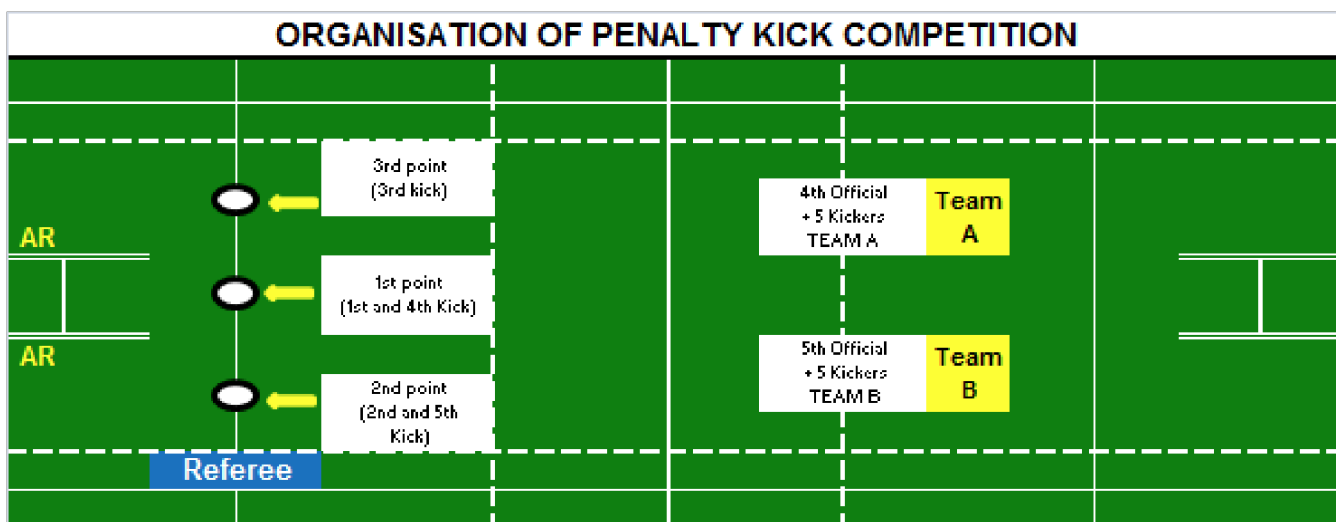 ORGANISATION OF PENALTY KICK COMPETITION
3rd point
(3rd kick)
4th Official
+ 5 Kickers
TEAM A
Team
A
AR
1st point
(1st and 4th Kick)
AR
5th Official
+ 5 Kickers
TEAM B
Team
B
2nd point
(2nd and 5th
Kick)
Referee